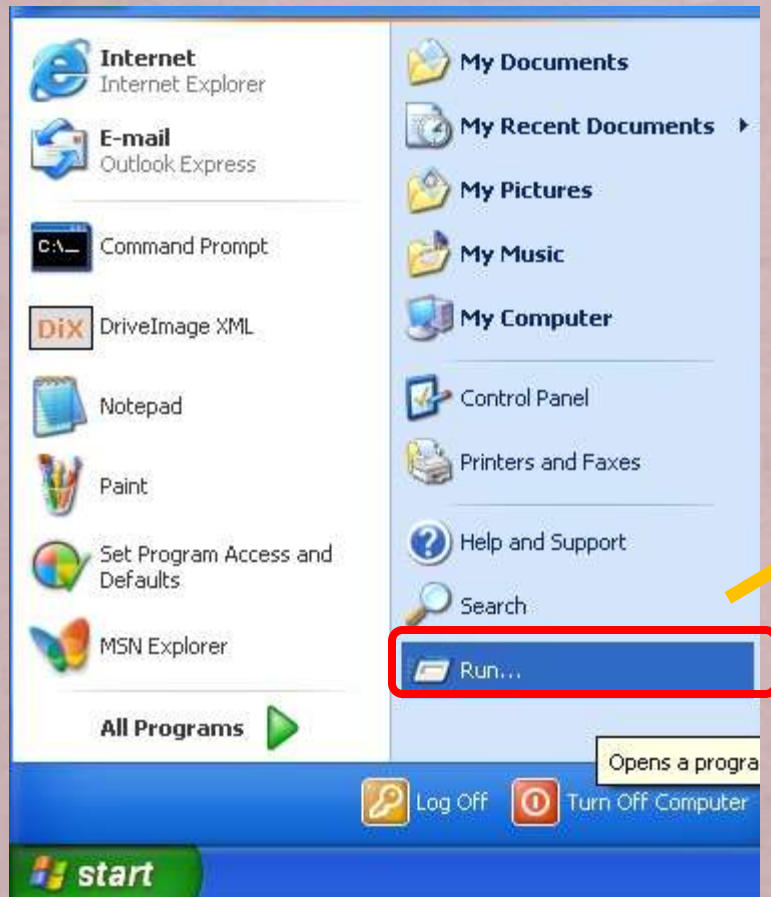 Internet
Internet Explorer
E-mail
Outlook Express
C:\_
Command Prompt
DiX
DriveImage XML
Notepad
Paint
Set Program Access and
Defaults
MSN Explorer
All Programs
My Documents
My Recent Documents
My Pictures
My Music
My Computer
Control Panel
Printers and Faxes
Help and Support
Search
Run...
Opens a progra
Log Off
Turn Off Computer
start